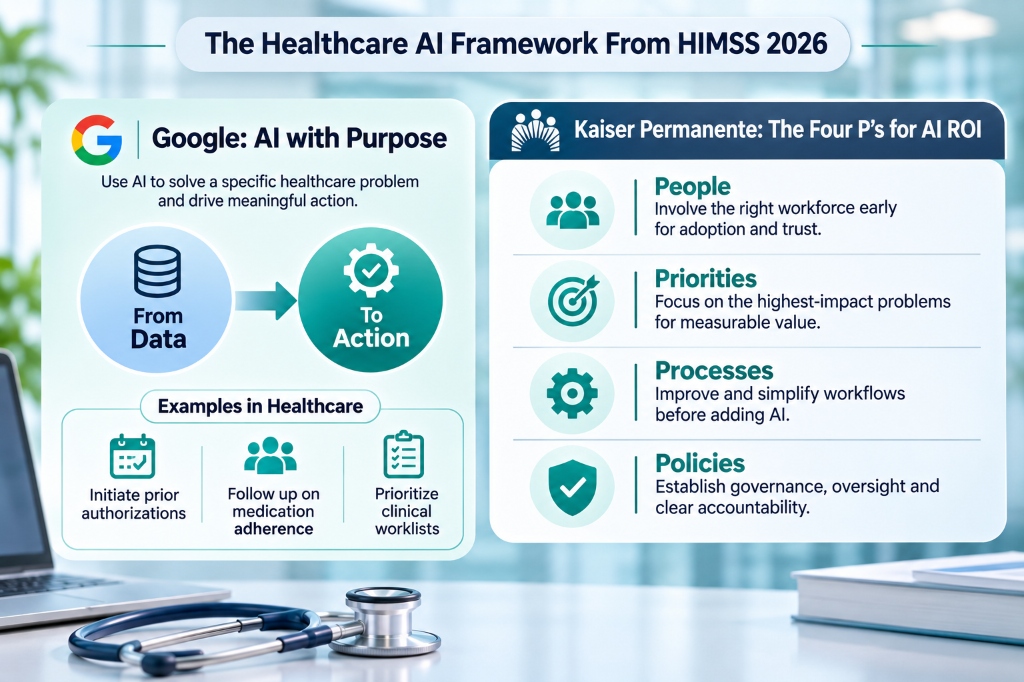 The Healthcare AI Framework From HIMSS 2026
Google: AI with Purpose
Use AI to solve a specific healthcare problem
and drive meaningful action.
From
Data
To
Action
Examples in Healthcare
Initiate prior
authorizations
Follow up on
medication
adherence
Prioritize
clinical
worklists
Kaiser Permanente: The Four P's for AI ROI
People
Involve the right workforce early
for adoption and trust.
Priorities
Focus on the highest-impact problems
for measurable value.
Processes
Improve and simplify workflows
before adding AI.
Policies
Establish governance, oversight and
clear accountability.